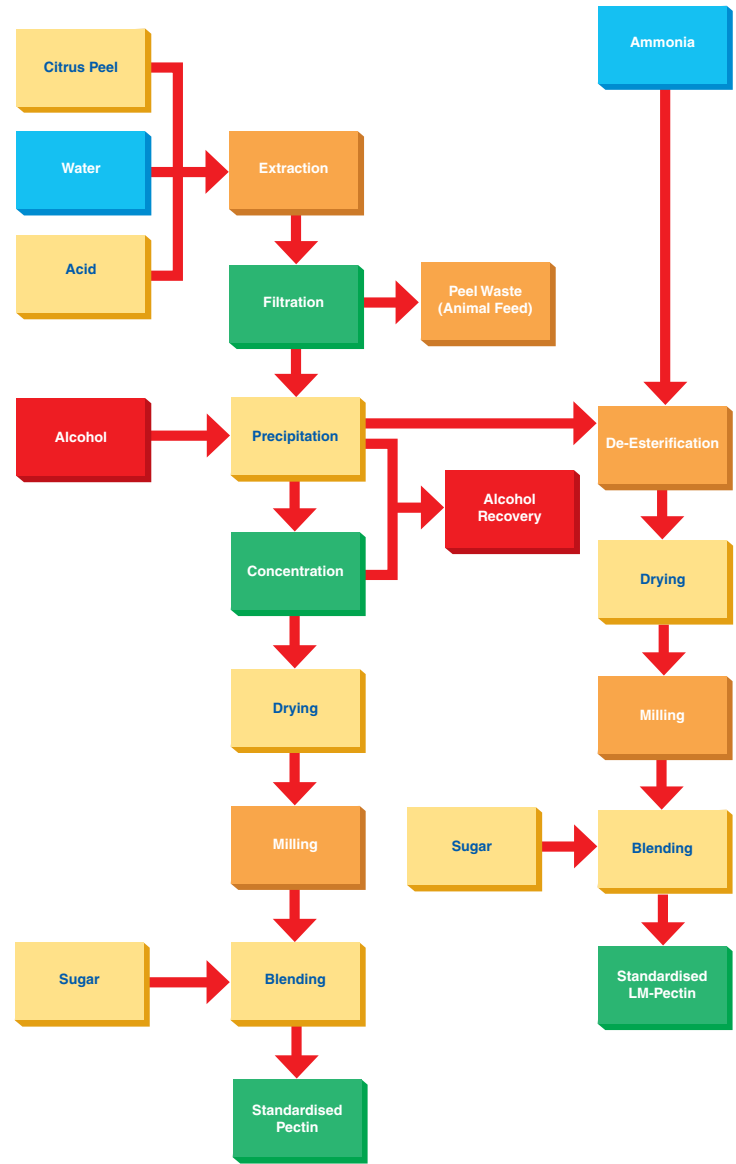 Ammonia
Citrus Peel
Water
Extraction
Acid
Filtration
Peel Waste
(Animal Feed)
Alcohol
Precipitation
De-Esterification
Alcohol
Recovery
Concentration
Drying
Drying
Milling
Milling
Sugar
Blending
Sugar
Blending
Standardised
LM-Pectin
Standardised
Pectin